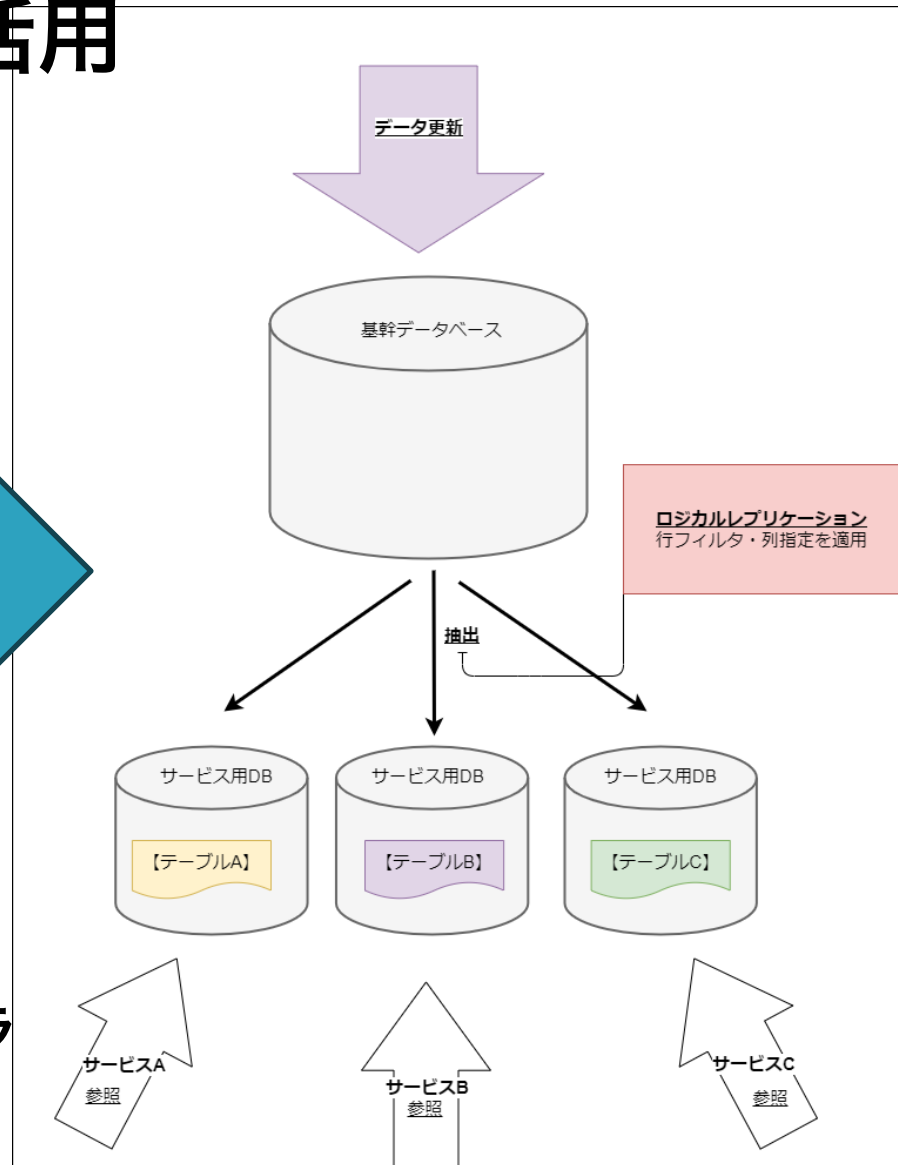 活用
データ更新
基幹データベース
ロジカルレプリケーション
行フィルタ・列指定を適用
抽出
サービス用DB
サービス用DB
サービス用DB
【テーブルA】
【テーブルB】
【テーブルC】
サービスA
参照
サービスB
参照
サービスC
参照